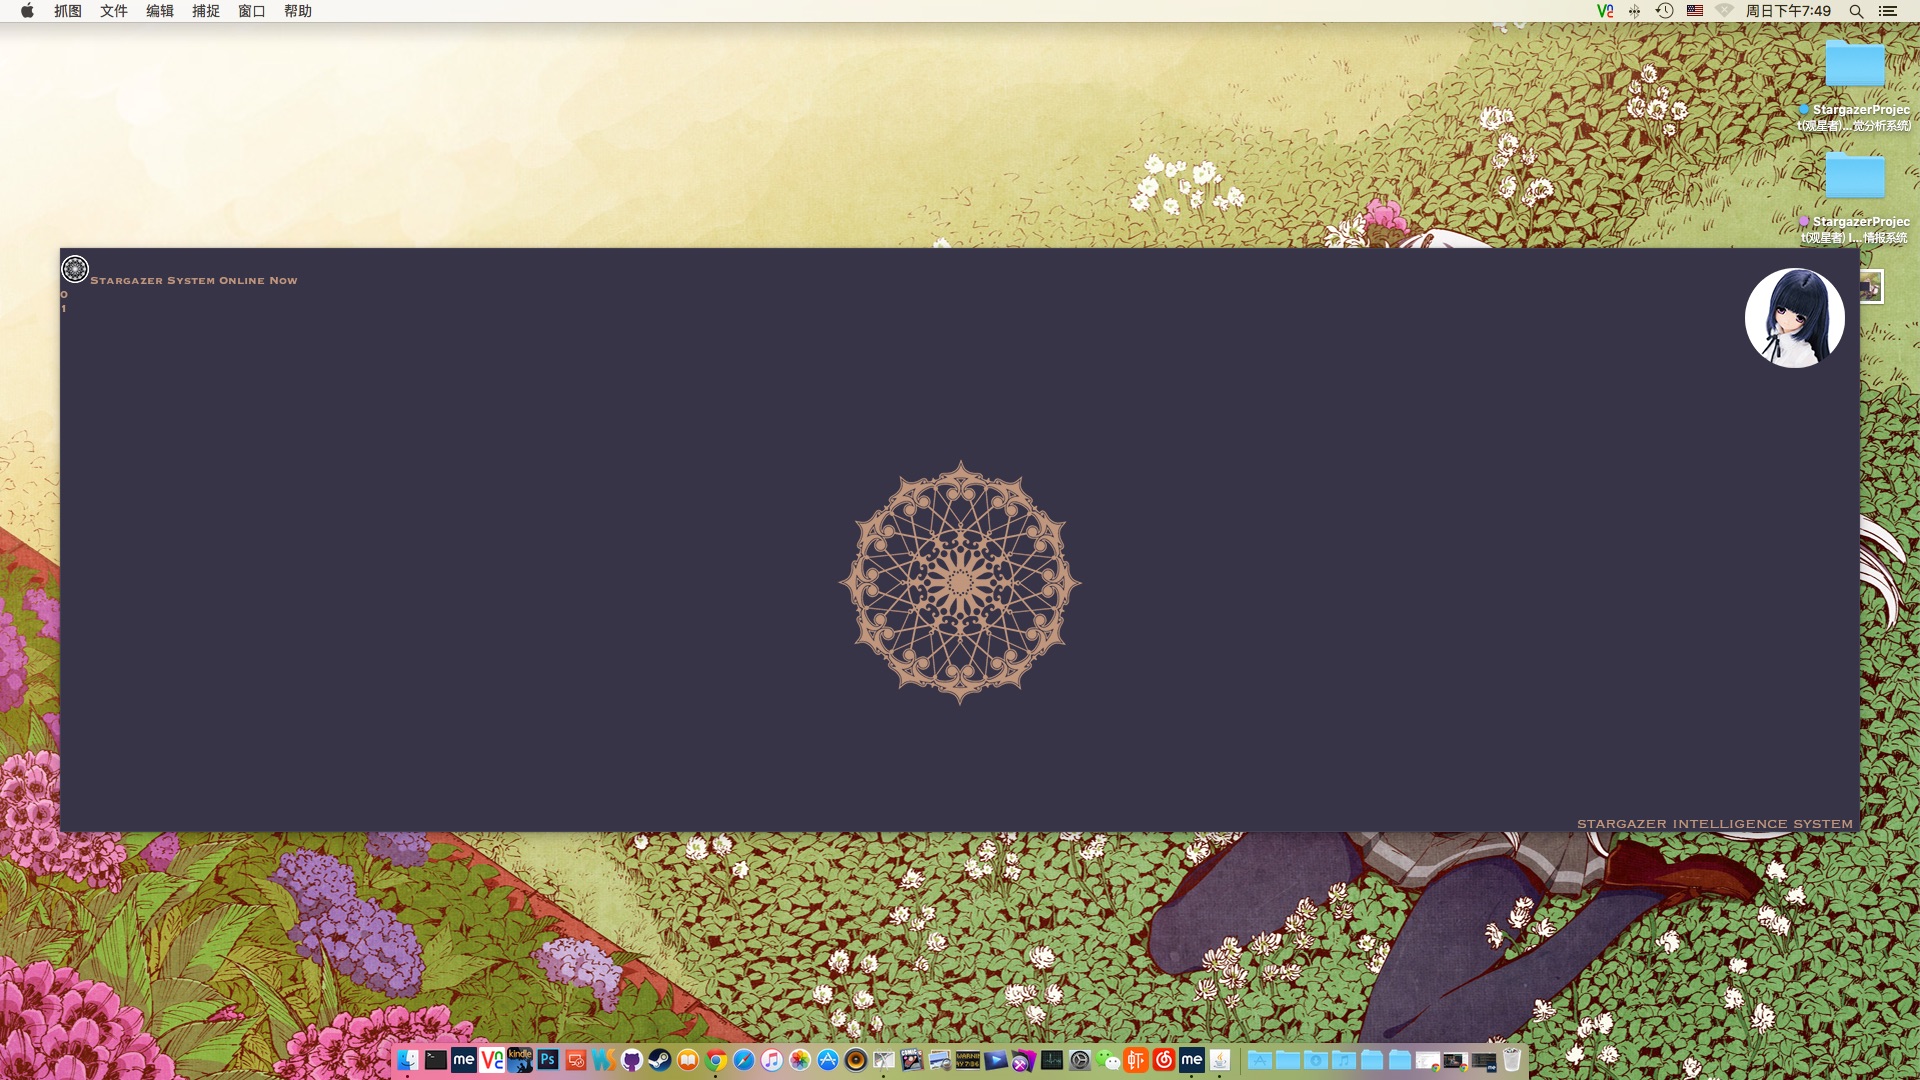 抓图 文件 编辑 捕捉 窗口 帮助 周日下午7:49
StargazerProjec
t(观星者)...觉分析系统)
StargazerProjec
t(观星者) I...情报系统
STARGAZER SYSTEM ONLINE NOW
0
1
STARGAZER INTELLIGENCE SYSTEM
me kindle Ps me